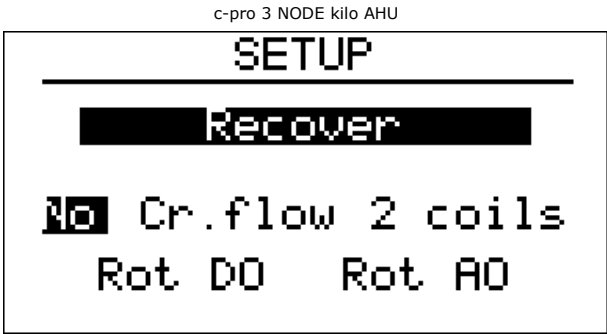 c-pro 3 NODE kilo AHU
SETUP
Recover
No Cr.flow 2 coils
Rot DO Rot AO